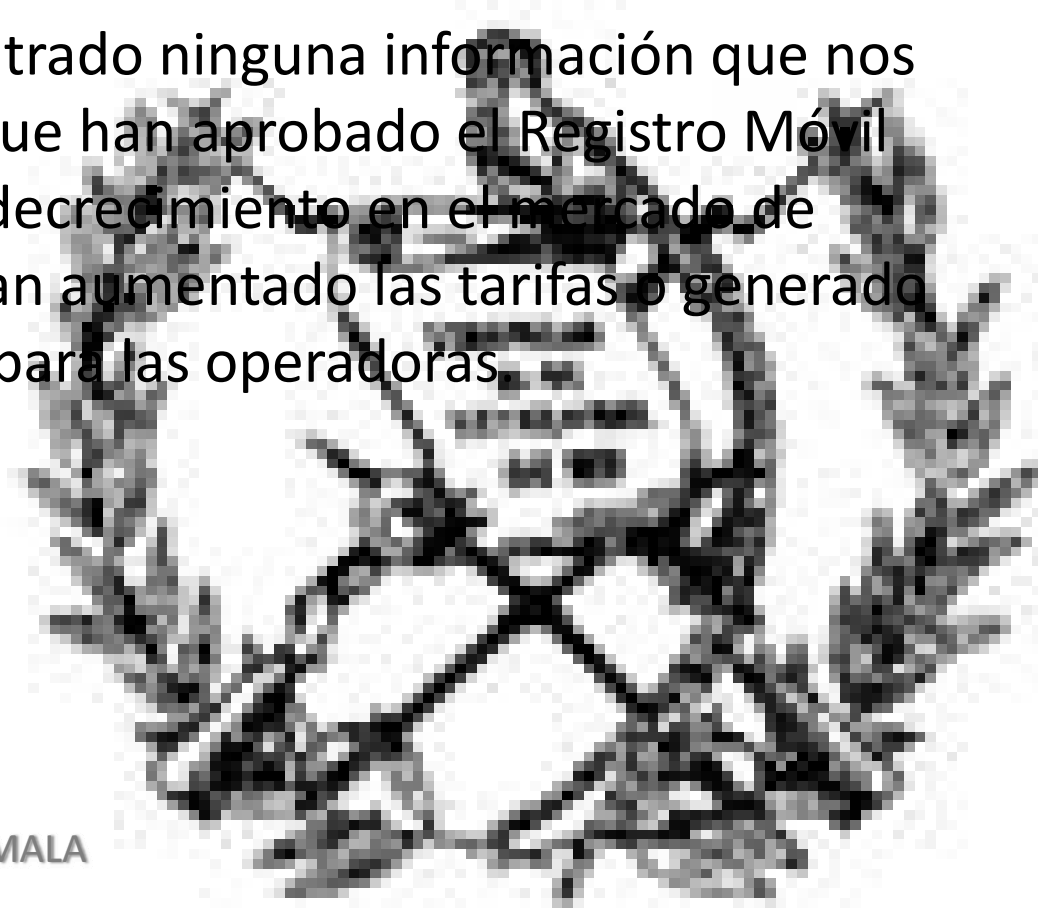 trado ninguna información que nos
ue han aprobado el Registro Móvil
decrecimiento en el mercado de
an aumentado las tarifas o generado
para las operadoras.
MALA